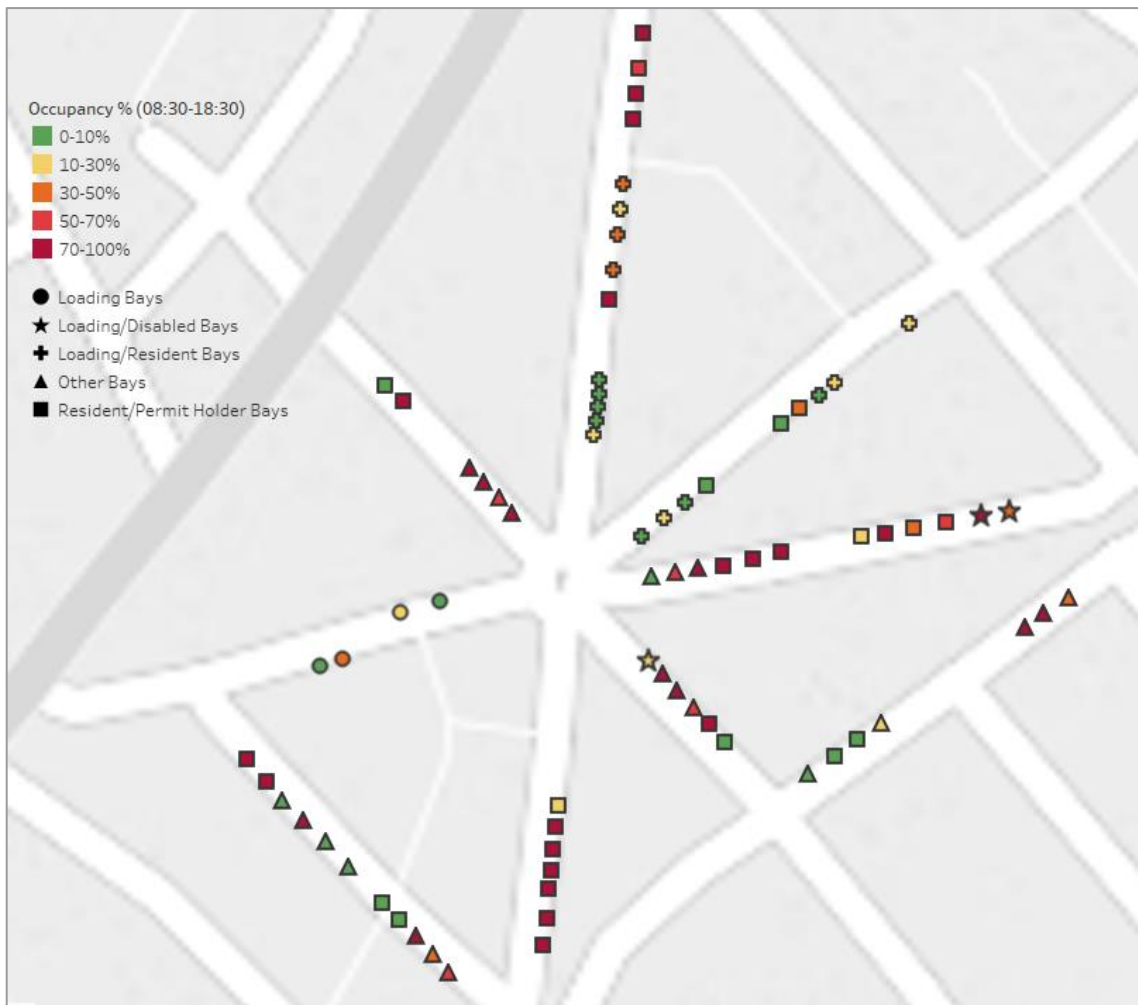 Occupancy % (08:30-18:30)
0-10%
10-30%
30-50%
50-70%
70-100%
Loading Bays
Loading/Disabled Bays
Loading/Resident Bays
Other Bays
Resident/Permit Holder Bays